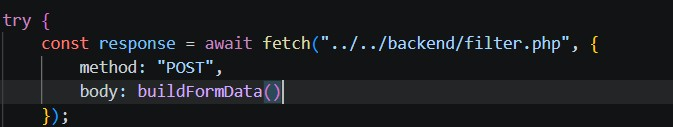 try {
const response = await fetch("../../backend/filter.php", {
method: "POST",
body: buildFormData()
});